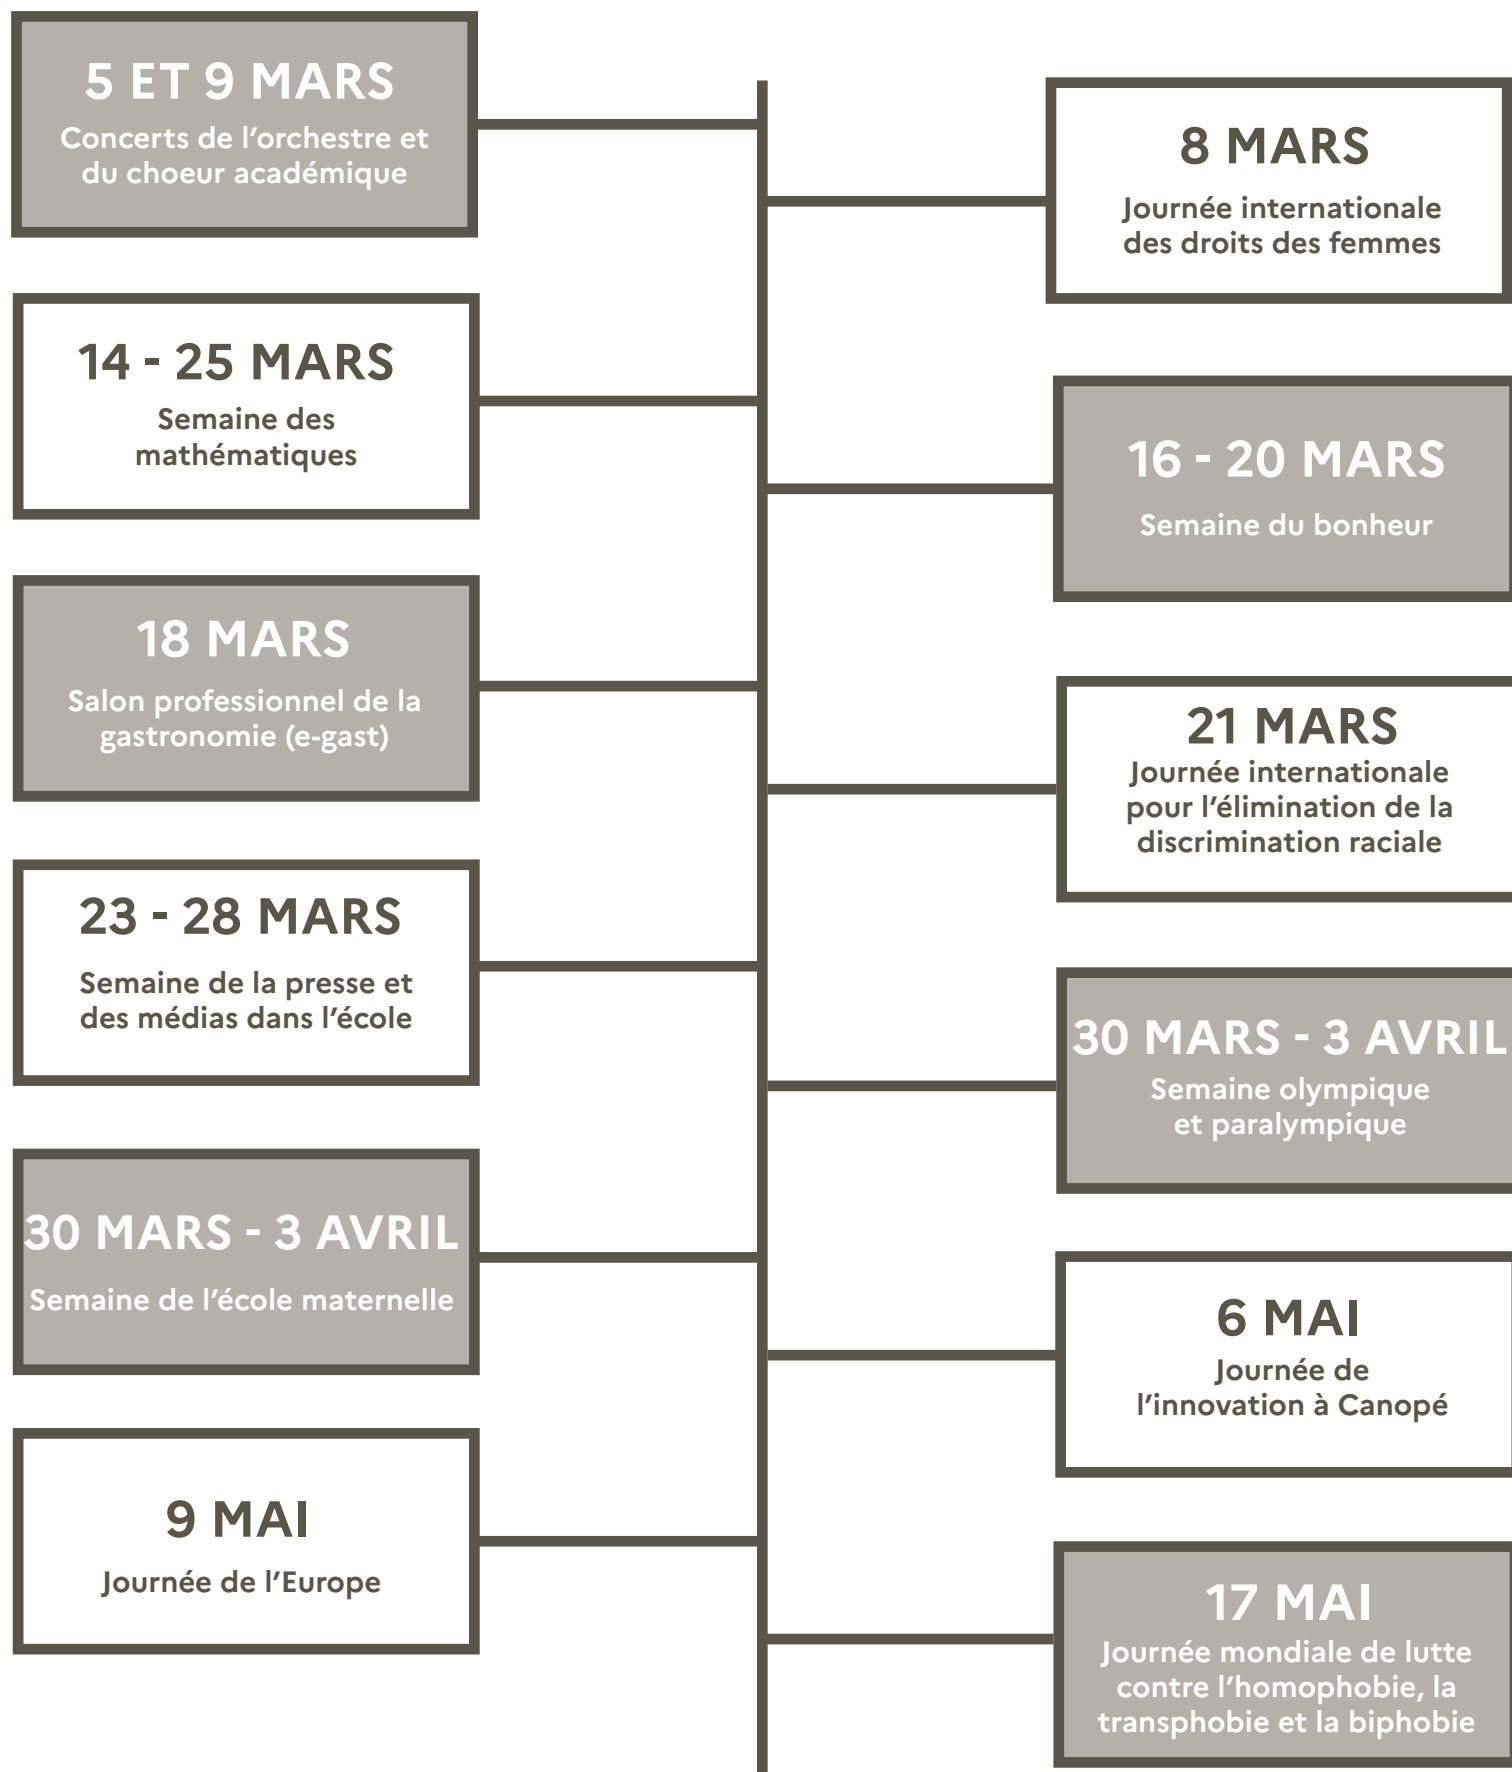 5 ET 9 MARS
Concerts de l’orchestre et
du choeur académique
8 MARS
Journée internationale
des droits des femmes
14 - 25 MARS
Semaine des
mathématiques
16 - 20 MARS
Semaine du bonheur
18 MARS
Salon professionnel de la
gastronomie (e-gast)
21 MARS
Journée internationale
pour l’élimination de la
discrimination raciale
23 - 28 MARS
Semaine de la presse et
des médias dans l’école
30 MARS - 3 AVRIL
Semaine olympique
et paralympique
30 MARS - 3 AVRIL
Semaine de l’école maternelle
6 MAI
Journée de
l’innovation à Canopé
9 MAI
Journée de l’Europe
17 MAI
Journée mondiale de lutte
contre l’homophobie, la
transphobie et la biphobie